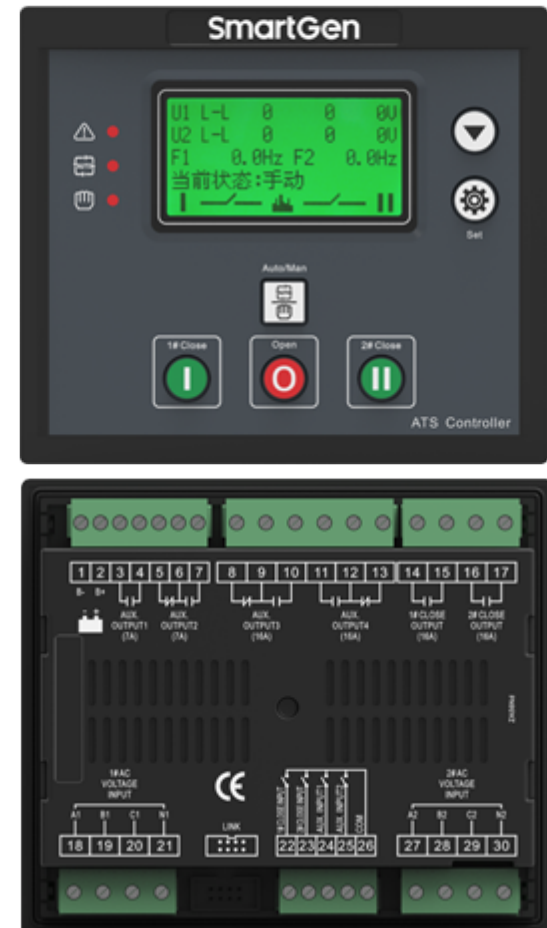 SmartGen
U1 L-L 0 0 0V
U2 L-L 0 0 0V
F1 0.0Hz F2 0.0Hz
当前状态:手动
I II
Set
Auto/Man
1# Close
Open
2# Close
I
O
II
ATS Controller
1 2 3 4 5 6 7 8 9 10 11 12 13 14 15 16 17
B- B+
AUX. OUTPUT1 (7A)
AUX. OUTPUT2 (7A)
AUX. OUTPUT3 (16A)
AUX. OUTPUT4 (16A)
1# CLOSE OUTPUT (16A)
2# CLOSE OUTPUT (16A)
1# AC VOLTAGE INPUT
A1 B1 C1 N1
18 19 20 21
CE
LINK
AUX. INPUT1
AUX. INPUT2
COM
22 23 24 25 26
2# AC VOLTAGE INPUT
A2 B2 C2 N2
27 28 29 30